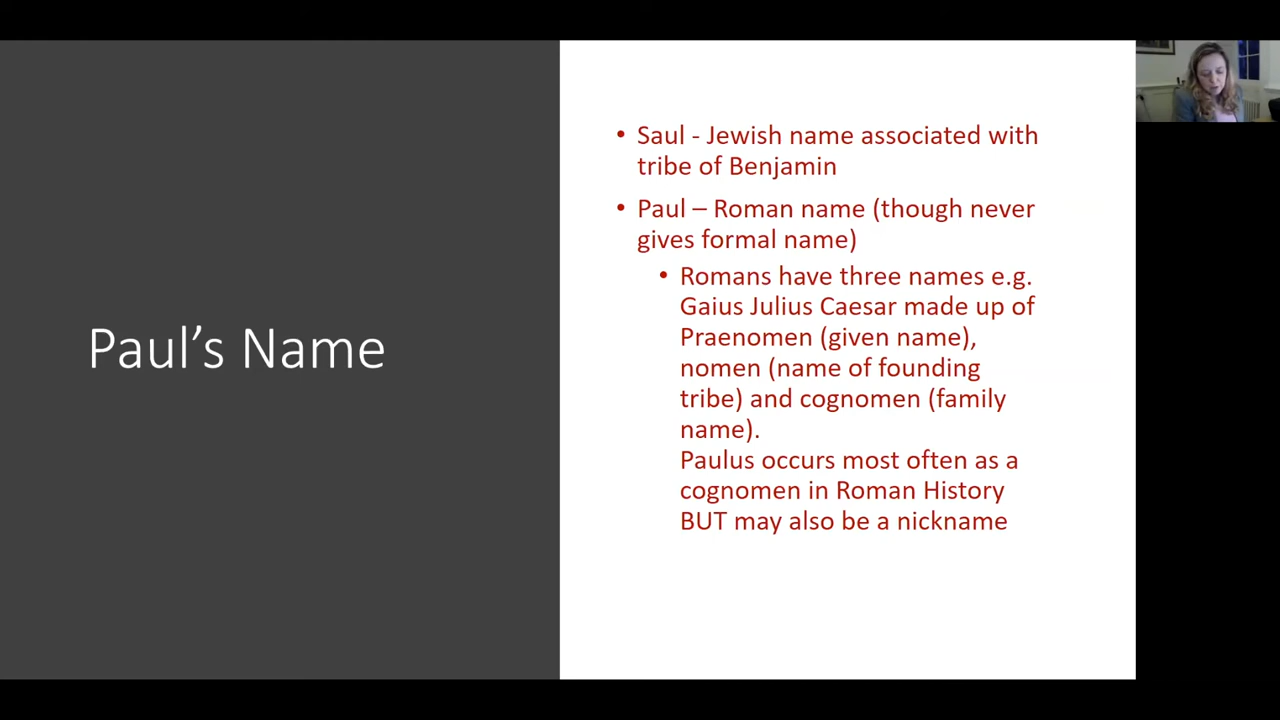 Paul’s Name
• Saul - Jewish name associated with
tribe of Benjamin
• Paul – Roman name (though never
gives formal name)
• Romans have three names e.g.
Gaius Julius Caesar made up of
Praenomen (given name),
nomen (name of founding
tribe) and cognomen (family
name).
Paulus occurs most often as a
cognomen in Roman History
BUT may also be a nickname